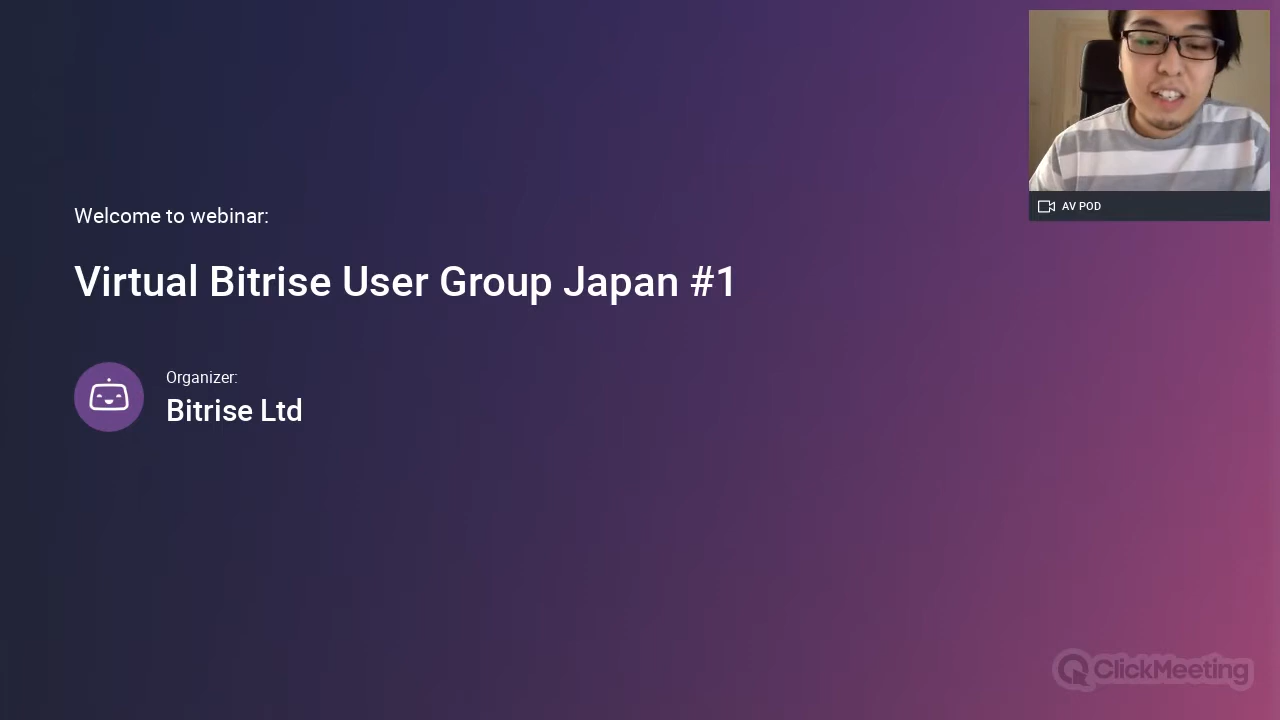 Welcome to webinar:
Virtual Bitrise User Group Japan #1
Organizer:
Bitrise Ltd
AV POD
ClickMeeting